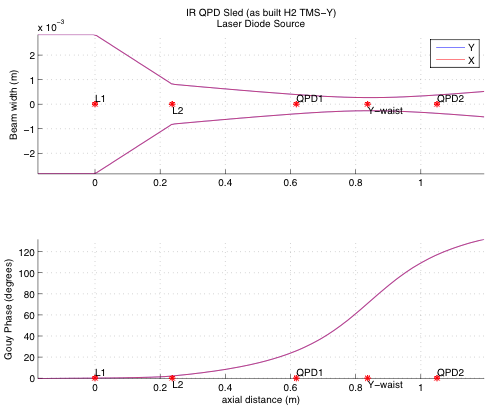 IR QPD Sled (as built H2 TMS−Y)
Laser Diode Source
x 10⁻³
Beam width (m)
2
1
0
−1
−2
L1
L2
QPD1
Y−waist
QPD2
Y
X
0 0.2 0.4 0.6 0.8 1
Gouy Phase (degrees)
120
100
80
60
40
20
0
L1
L2
QPD1
Y−waist
QPD2
0 0.2 0.4 0.6 0.8 1
axial distance (m)